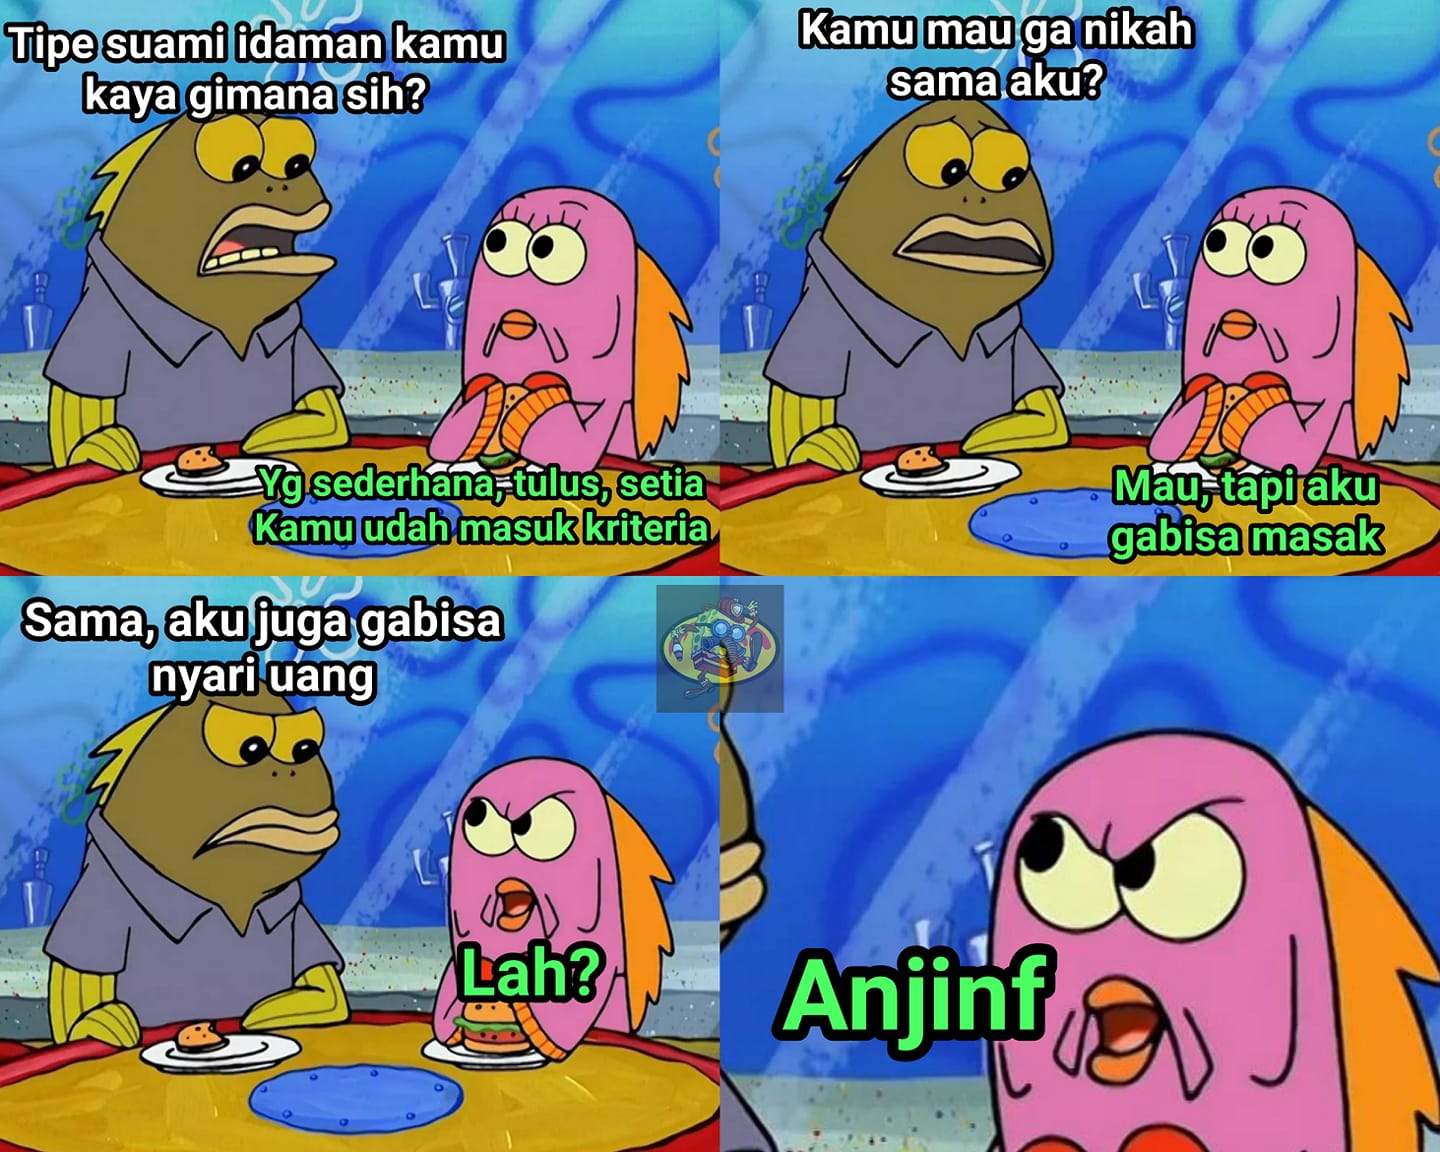 Tipe suami idaman kamu
kaya gimana sih?
Yg sederhana, tulus, setia
Kamu udah masuk kriteria
Kamu mau ga nikah
sama aku?
Mau, tapi aku
gabisa masak
Sama, aku juga gabisa
nyari uang
Lah?
Anjinf